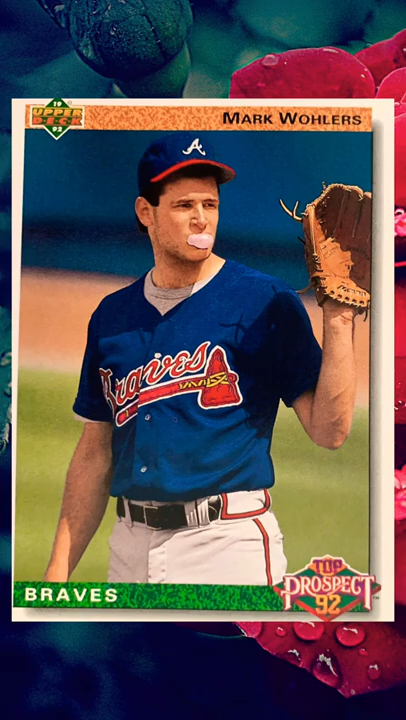 19
UPPER
DECK
92
MARK WOHLERS
A
Braves
BRAVES
TOP
PROSPECT
92